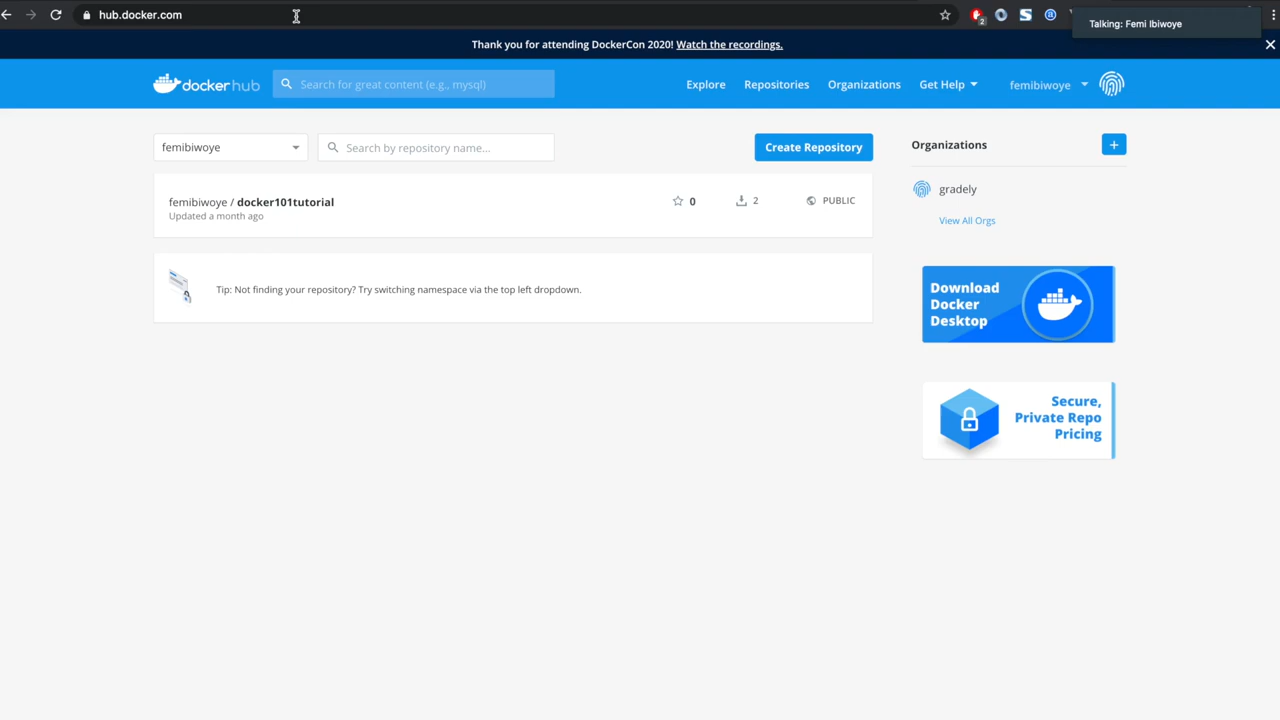 hub.docker.com
2
Talking: Femi Ibiwoye
Thank you for attending DockerCon 2020! Watch the recordings.
dockerhub
Search for great content (e.g., mysql)
Explore
Repositories
Organizations
Get Help
femibiwoye
femibiwoye
Search by repository name...
Create Repository
Organizations
+
femibiwoye / docker101tutorial
Updated a month ago
0
2
PUBLIC
gradely
View All Orgs
Tip: Not finding your repository? Try switching namespace via the top left dropdown.
Download
Docker
Desktop
Secure,
Private Repo
Pricing